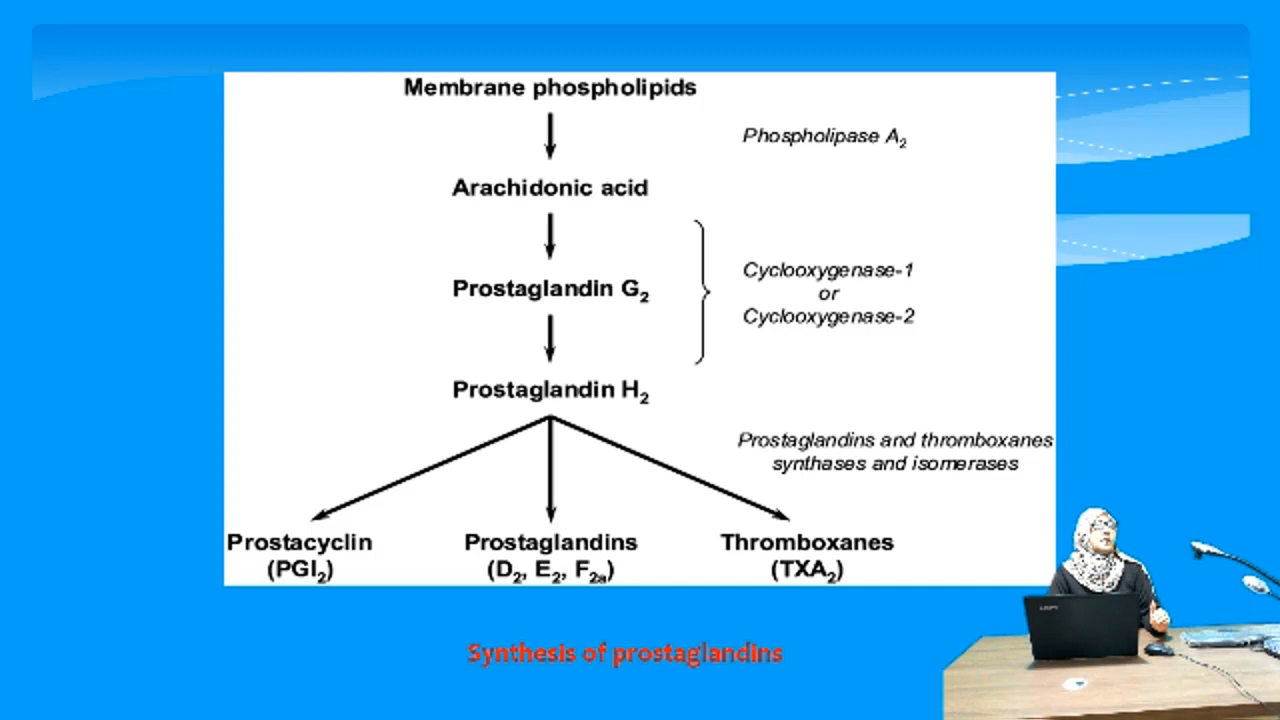 Membrane phospholipids
Phospholipase A₂
Arachidonic acid
Cyclooxygenase-1
or
Cyclooxygenase-2
Prostaglandin G₂
Prostaglandin H₂
Prostaglandins and thromboxanes
synthases and isomerases
Prostacyclin
(PGI₂)
Prostaglandins
(D₂, E₂, F₂ₐ)
Thromboxanes
(TXA₂)
Synthesis of prostaglandins